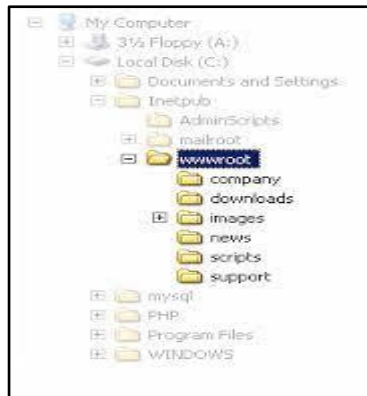 My Computer
3½ Floppy (A:)
Local Disk (C:)
Documents and Settings
Inetpub
AdminScripts
mailroot
wwwroot
company
downloads
images
news
scripts
support
mysql
PHP
Program Files
WINDOWS